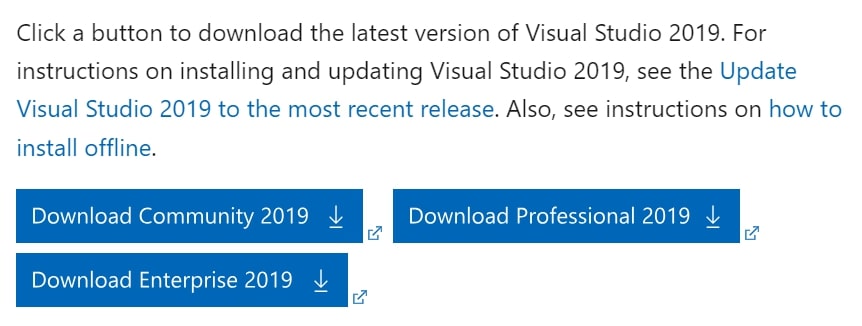 Click a button to download the latest version of Visual Studio 2019. For
instructions on installing and updating Visual Studio 2019, see the Update
Visual Studio 2019 to the most recent release. Also, see instructions on how to
install offline.
Download Community 2019
Download Professional 2019
Download Enterprise 2019